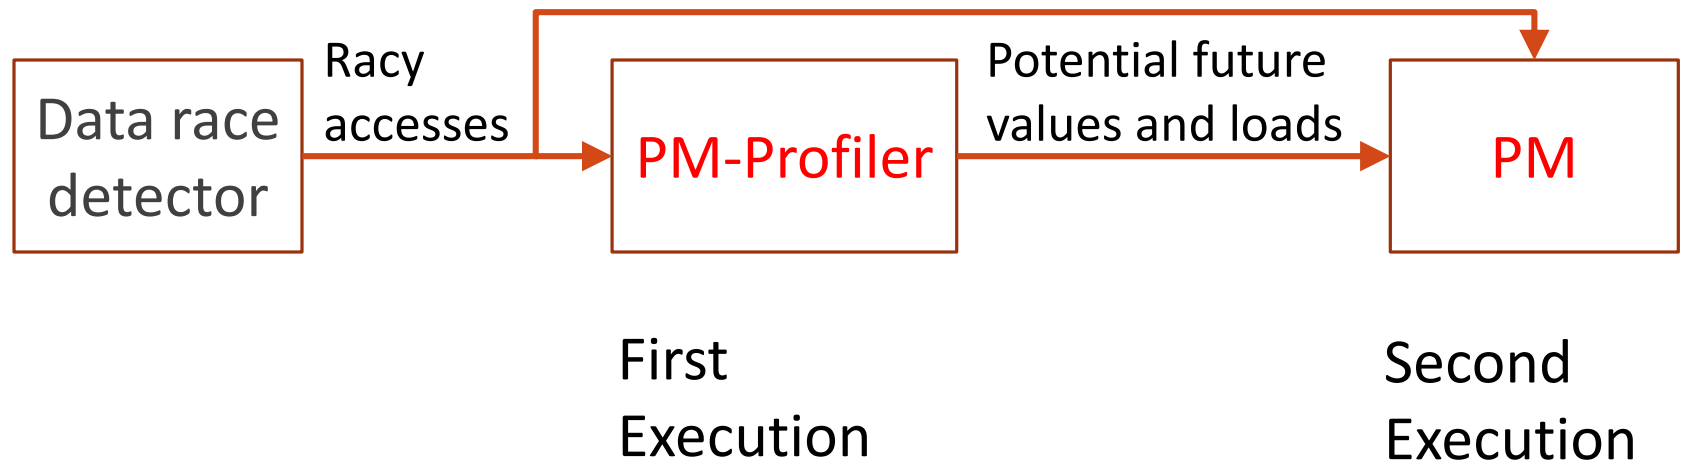 Data race
detector
Racy
accesses
PM-Profiler
Potential future
values and loads
PM
First
Execution
Second
Execution